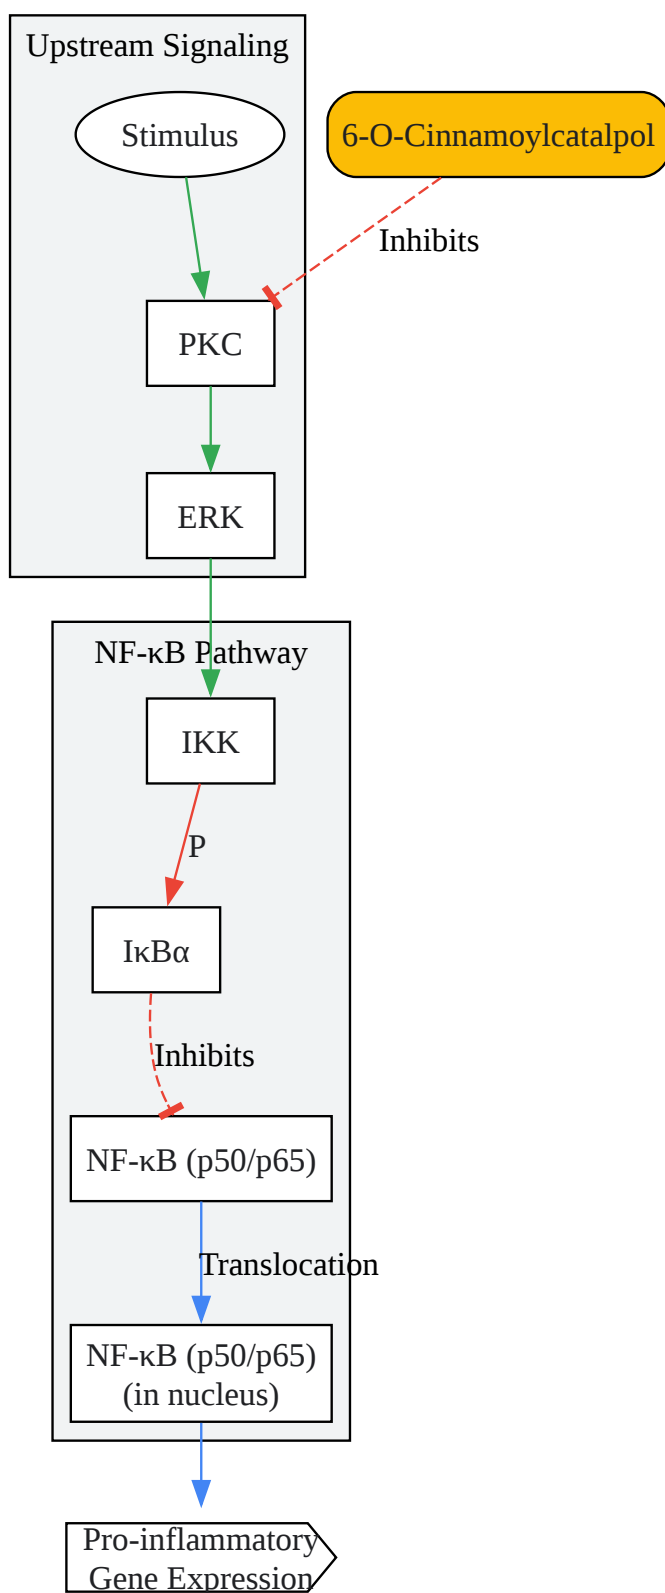 Upstream Signaling
Stimulus
6-O-Cinnamoylcatalpol
Inhibits
PKC
ERK
NF-κB Pathway
IKK
P
IκBα
Inhibits
NF-κB (p50/p65)
Translocation
NF-κB (p50/p65)
(in nucleus)
Pro-inflammatory
Gene Expression